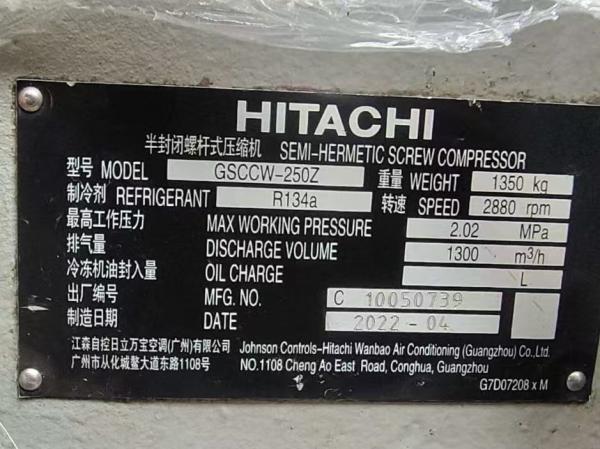 HITACHI
半封闭螺杆式压缩机 SEMI-HERMETIC SCREW COMPRESSOR
型号 MODEL GSCCW-250Z 重量 WEIGHT 1350 kg
制冷剂 REFRIGERANT R134a 转速 SPEED 2880 rpm
最高工作压力 MAX WORKING PRESSURE 2.02 MPa
排气量 DISCHARGE VOLUME 1300 m³/h
冷冻机油封入量 OIL CHARGE L
出厂编号 MFG. NO. C 10050739
制造日期 DATE 2022-04
江森自控日立万宝空调(广州)有限公司 Johnson Controls-Hitachi Wanbao Air Conditioning (Guangzhou) Co., Ltd.
广州市从化城鳌大道东路1108号 NO.1108 Cheng Ao East Road, Conghua, Guangzhou
G7D07208 x M